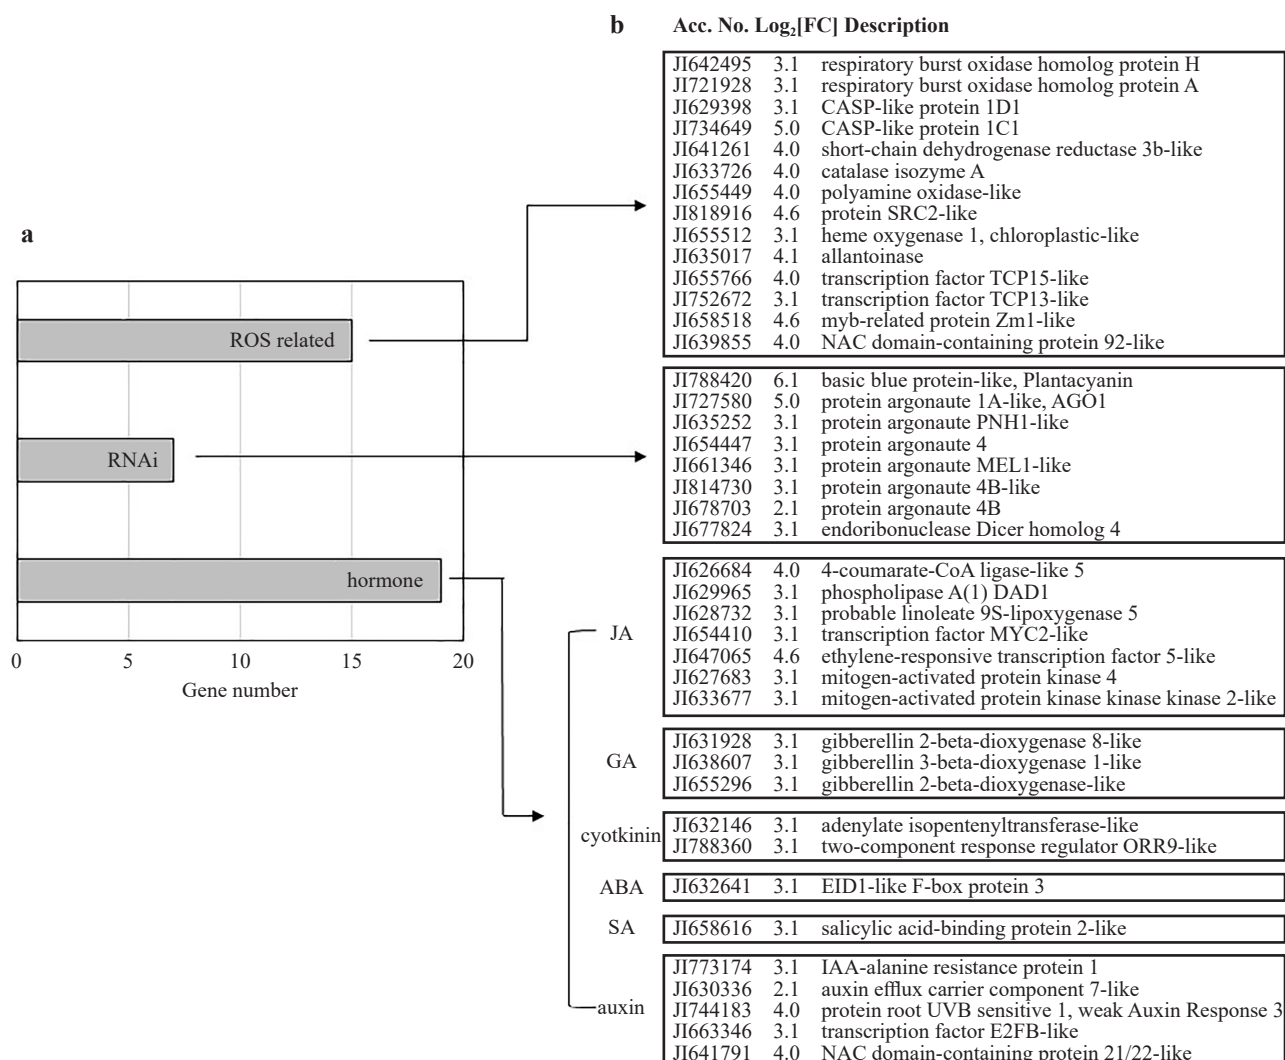 a
ROS related
RNAi
hormone
0 5 10 15 20
Gene number
b
Acc. No. Log₂[FC] Description
JI642495 3.1 respiratory burst oxidase homolog protein H
JI721928 3.1 respiratory burst oxidase homolog protein A
JI629398 3.1 CASP-like protein 1D1
JI734649 5.0 CASP-like protein 1C1
JI641261 4.0 short-chain dehydrogenase reductase 3b-like
JI633726 4.0 catalase isozyme A
JI655449 4.0 polyamine oxidase-like
JI818916 4.6 protein SRC2-like
JI655512 3.1 heme oxygenase 1, chloroplastic-like
JI635017 4.1 allantoinase
JI655766 4.0 transcription factor TCP15-like
JI752672 3.1 transcription factor TCP13-like
JI658518 4.6 myb-related protein Zm1-like
JI639855 4.0 NAC domain-containing protein 92-like
JI788420 6.1 basic blue protein-like, Plantacyanin
JI727580 5.0 protein argonaute 1A-like, AGO1
JI635252 3.1 protein argonaute PNH1-like
JI654447 3.1 protein argonaute 4
JI661346 3.1 protein argonaute MEL1-like
JI814730 3.1 protein argonaute 4B-like
JI678703 2.1 protein argonaute 4B
JI677824 3.1 endoribonuclease Dicer homolog 4
JA
JI626684 4.0 4-coumarate-CoA ligase-like 5
JI629965 3.1 phospholipase A(1) DAD1
JI628732 3.1 probable linoleate 9S-lipoxygenase 5
JI654410 3.1 transcription factor MYC2-like
JI647065 4.6 ethylene-responsive transcription factor 5-like
JI627683 3.1 mitogen-activated protein kinase 4
JI633677 3.1 mitogen-activated protein kinase kinase kinase 2-like
GA
JI631928 3.1 gibberellin 2-beta-dioxygenase 8-like
JI638607 3.1 gibberellin 3-beta-dioxygenase 1-like
JI655296 3.1 gibberellin 2-beta-dioxygenase-like
cyotkinin
JI632146 3.1 adenylate isopentenyltransferase-like
JI788360 3.1 two-component response regulator ORR9-like
ABA
JI632641 3.1 EID1-like F-box protein 3
SA
JI658616 3.1 salicylic acid-binding protein 2-like
auxin
JI773174 3.1 IAA-alanine resistance protein 1
JI630336 2.1 auxin efflux carrier component 7-like
JI744183 4.0 protein root UVB sensitive 1, weak Auxin Response 3
JI663346 3.1 transcription factor E2FB-like
JI641791 4.0 NAC domain-containing protein 21/22-like